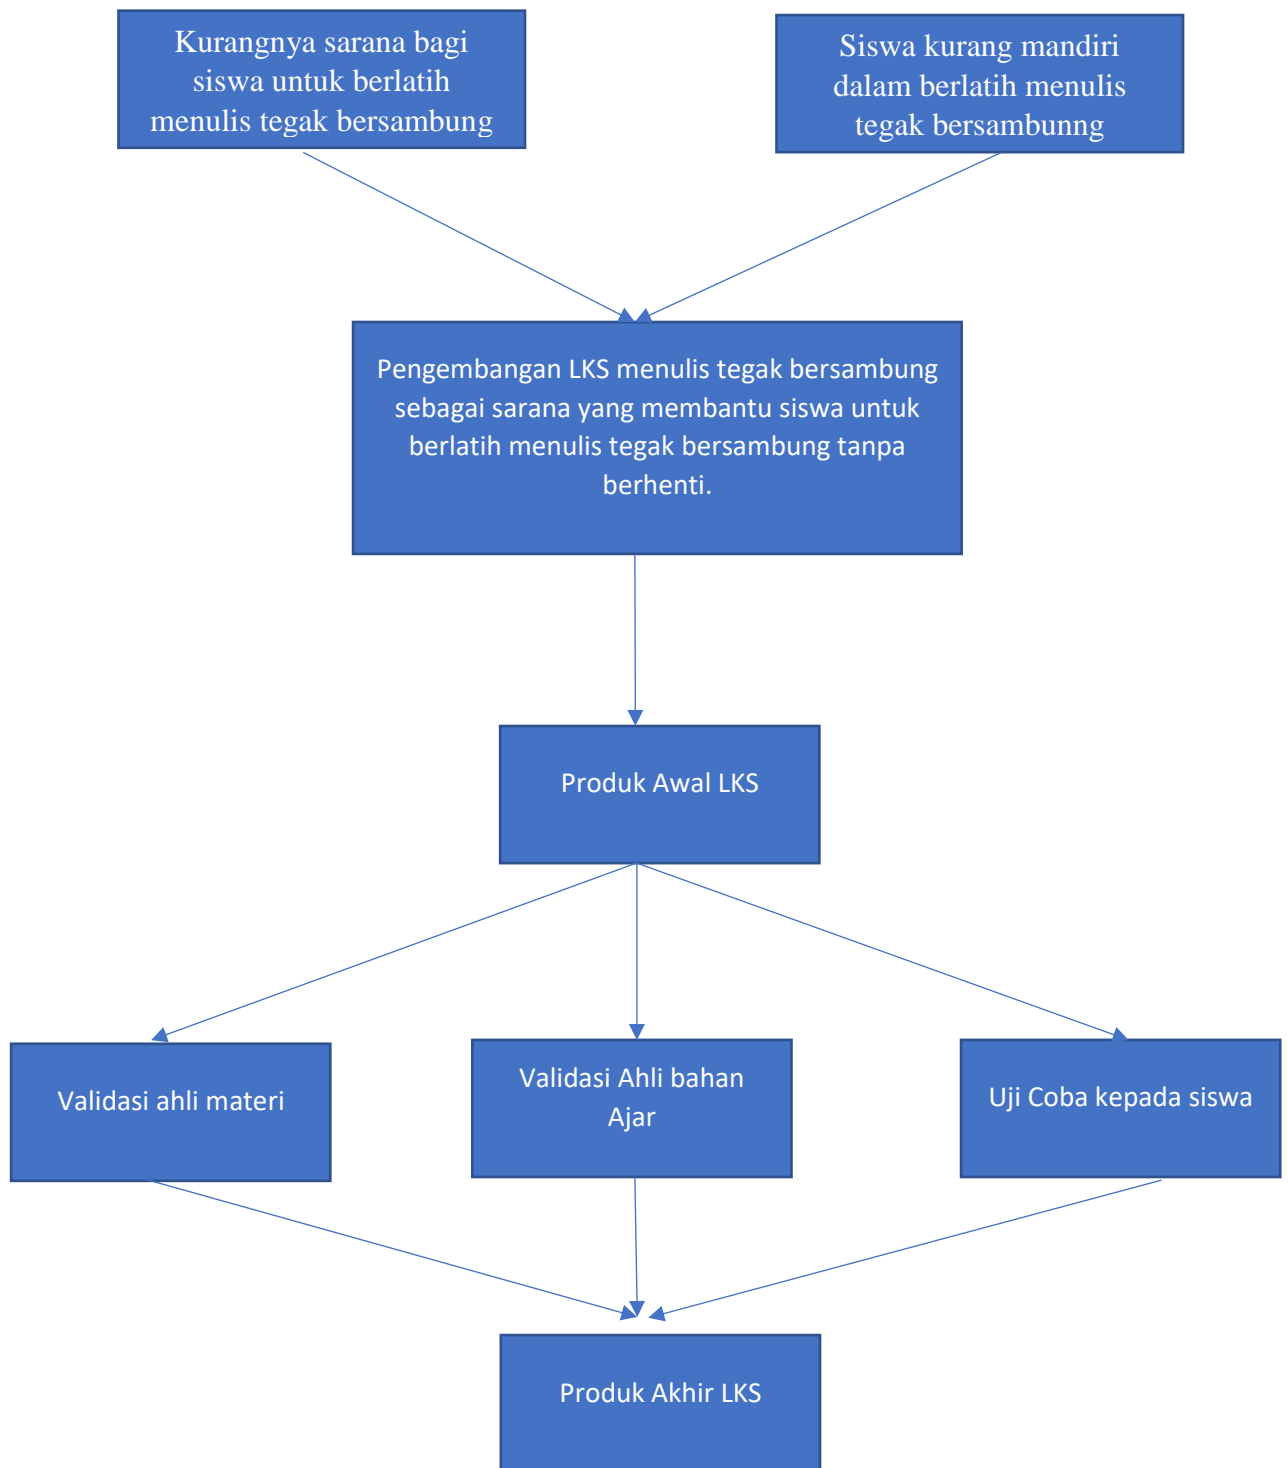 Kurangnya sarana bagi
siswa untuk berlatih
menulis tegak bersambung
Siswa kurang mandiri
dalam berlatih menulis
tegak bersambunng
Pengembangan LKS menulis tegak bersambung
sebagai sarana yang membantu siswa untuk
berlatih menulis tegak bersambung tanpa
berhenti.
Produk Awal LKS
Validasi ahli materi
Validasi Ahli bahan
Ajar
Uji Coba kepada siswa
Produk Akhir LKS